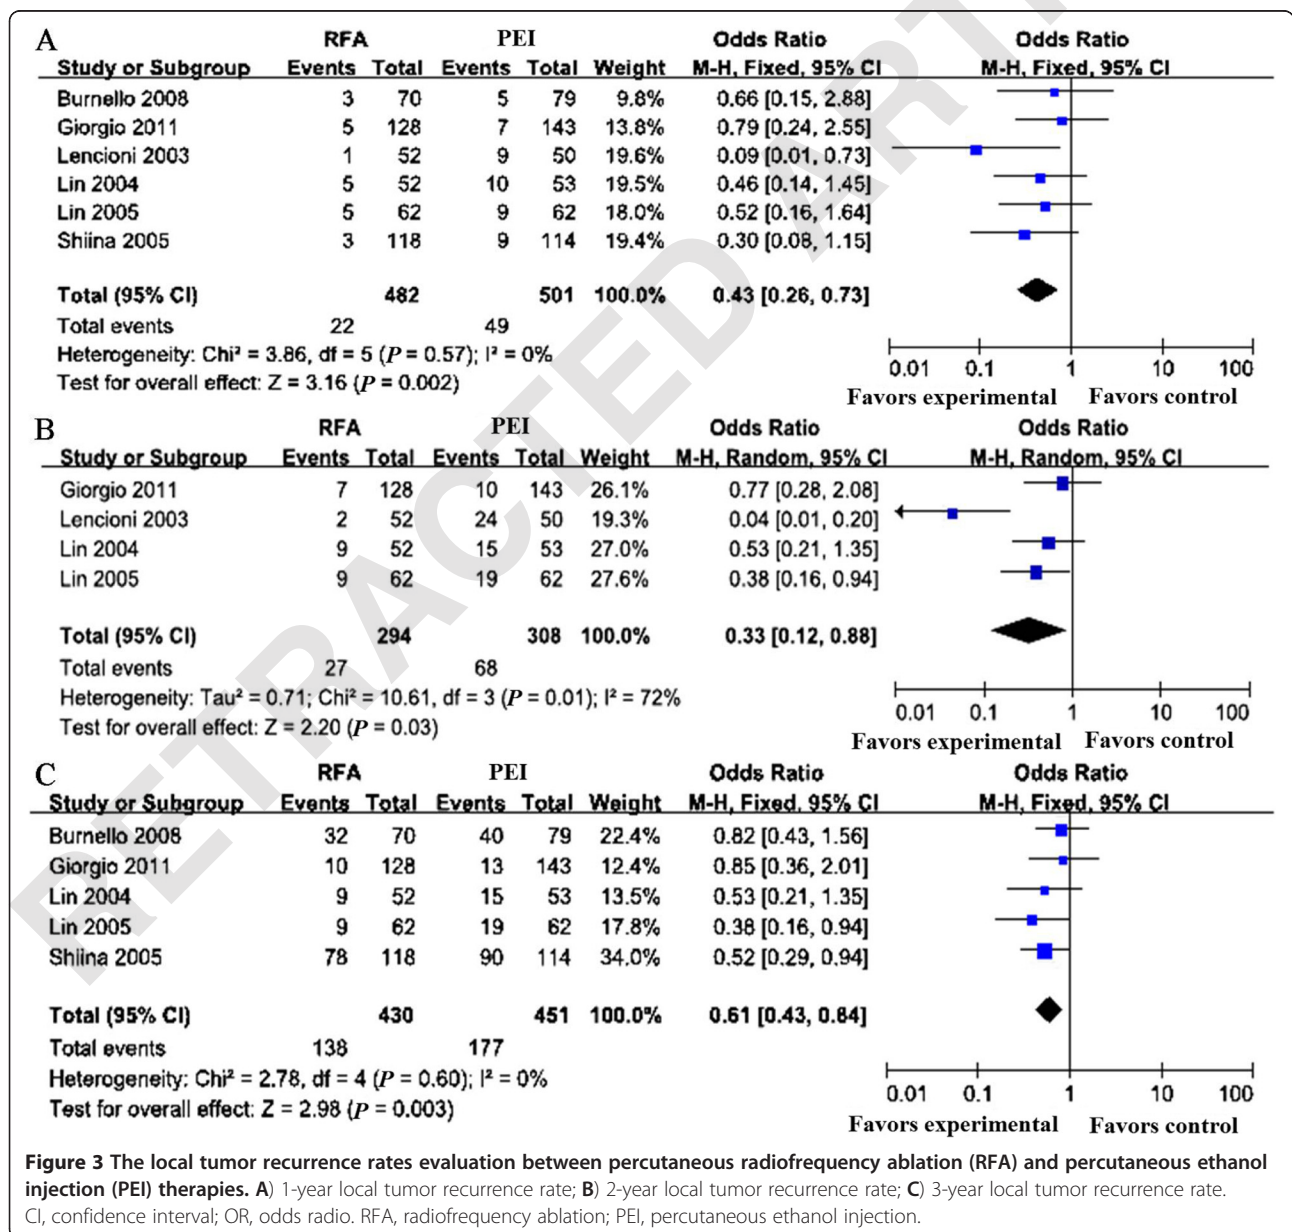 A RFA PEI Odds Ratio Odds Ratio
Study or Subgroup Events Total Events Total Weight M-H, Fixed, 95% CI M-H, Fixed, 95% CI
Burnello 2008 3 70 5 79 9.8% 0.66 [0.15, 2.88]
Giorgio 2011 5 128 7 143 13.8% 0.79 [0.24, 2.55]
Lencioni 2003 1 52 9 50 19.6% 0.09 [0.01, 0.73]
Lin 2004 5 52 10 53 19.5% 0.46 [0.14, 1.45]
Lin 2005 5 62 9 62 18.0% 0.52 [0.16, 1.64]
Shiina 2005 3 118 9 114 19.4% 0.30 [0.08, 1.15]
Total (95% CI) 482 501 100.0% 0.43 [0.26, 0.73]
Total events 22 49
Heterogeneity: Chi² = 3.86, df = 5 (P = 0.57); I² = 0%
Test for overall effect: Z = 3.16 (P = 0.002)
0.01 0.1 1 10 100
Favors experimental Favors control
B RFA PEI Odds Ratio Odds Ratio
Study or Subgroup Events Total Events Total Weight M-H, Random, 95% CI M-H, Random, 95% CI
Giorgio 2011 7 128 10 143 26.1% 0.77 [0.28, 2.08]
Lencioni 2003 2 52 24 50 19.3% 0.04 [0.01, 0.20]
Lin 2004 9 52 15 53 27.0% 0.53 [0.21, 1.35]
Lin 2005 9 62 19 62 27.6% 0.38 [0.16, 0.94]
Total (95% CI) 294 308 100.0% 0.33 [0.12, 0.88]
Total events 27 68
Heterogeneity: Tau² = 0.71; Chi² = 10.61, df = 3 (P = 0.01); I² = 72%
Test for overall effect: Z = 2.20 (P = 0.03)
0.01 0.1 1 10 100
Favors experimental Favors control
C RFA PEI Odds Ratio Odds Ratio
Study or Subgroup Events Total Events Total Weight M-H, Fixed, 95% CI M-H, Fixed, 95% CI
Burnello 2008 32 70 40 79 22.4% 0.82 [0.43, 1.56]
Giorgio 2011 10 128 13 143 12.4% 0.85 [0.36, 2.01]
Lin 2004 9 52 15 53 13.5% 0.53 [0.21, 1.35]
Lin 2005 9 62 19 62 17.8% 0.38 [0.16, 0.94]
Shiina 2005 78 118 90 114 34.0% 0.52 [0.29, 0.94]
Total (95% CI) 430 451 100.0% 0.61 [0.43, 0.84]
Total events 138 177
Heterogeneity: Chi² = 2.78, df = 4 (P = 0.60); I² = 0%
Test for overall effect: Z = 2.98 (P = 0.003)
0.01 0.1 1 10 100
Favors experimental Favors control
Figure 3 The local tumor recurrence rates evaluation between percutaneous radiofrequency ablation (RFA) and percutaneous ethanol
injection (PEI) therapies. A) 1-year local tumor recurrence rate; B) 2-year local tumor recurrence rate; C) 3-year local tumor recurrence rate.
CI, confidence interval; OR, odds radio. RFA, radiofrequency ablation; PEI, percutaneous ethanol injection.
RETRACTED ART